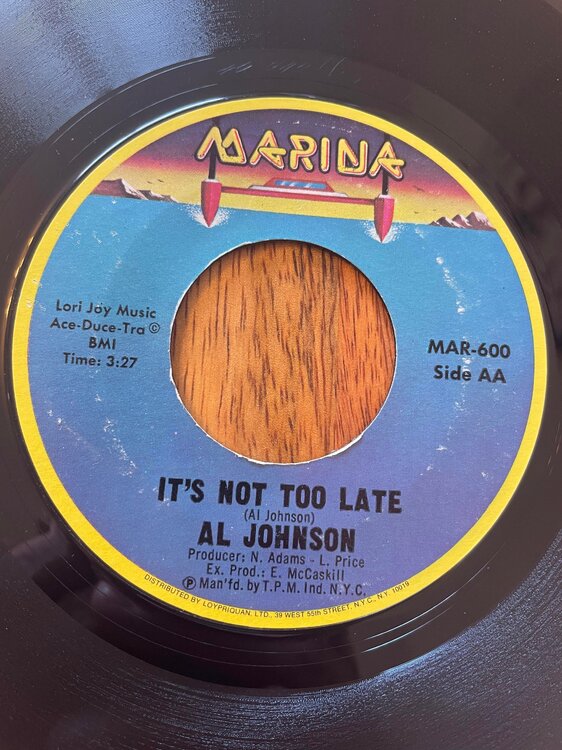 MARINA
Lori Joy Music
Ace-Duce-Tra ©
BMI
Time: 3:27
MAR-600
Side AA
IT'S NOT TOO LATE
(Al Johnson)
AL JOHNSON
Producer: N. Adams - L. Price
Ex. Prod.: E. McCaskill
Ⓟ Man'fd. by T.P.M. Ind. N.Y.C.
DISTRIBUTED BY LOYPRIQUAN, LTD., 39 WEST 55th STREET, N.Y.C., N.Y. 10019